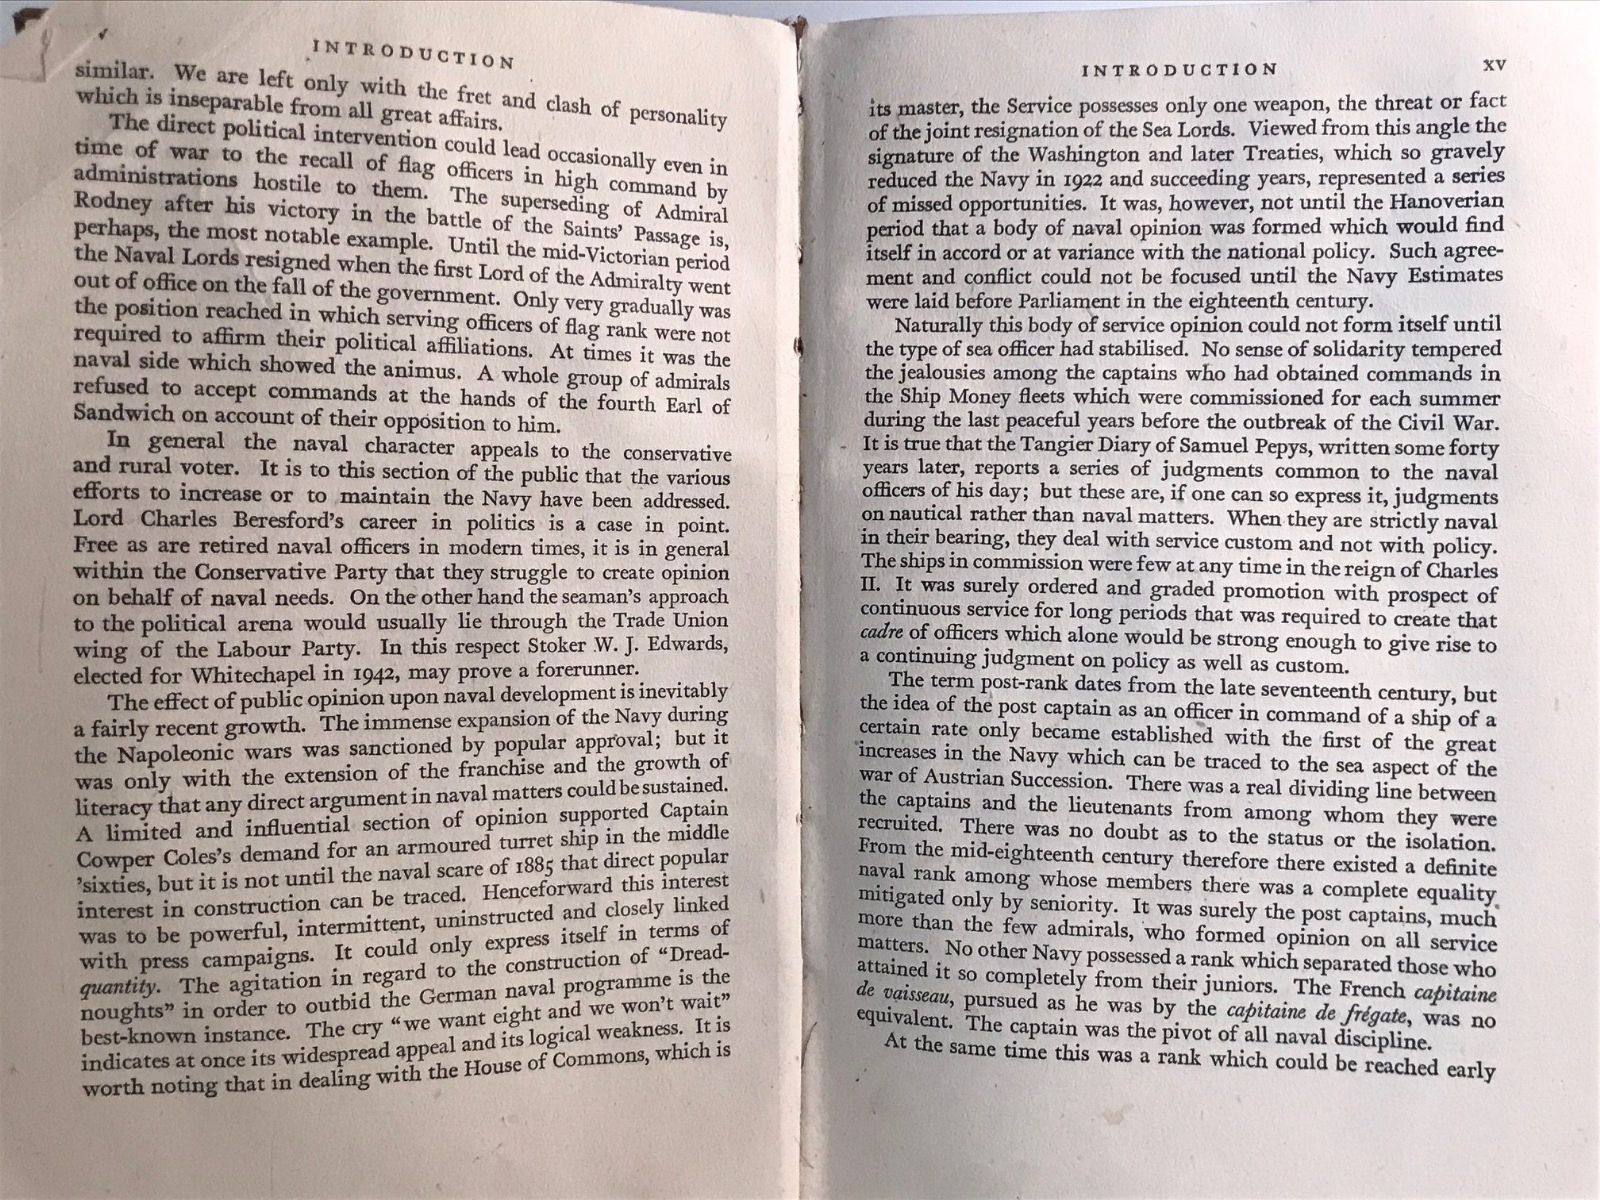 INTRODUCTION
similar. We are left only with the fret and clash of personality
which is inseparable from all great affairs.
The direct political intervention could lead occasionally even in
time of war to the recall of flag officers in high command by
administrations hostile to them. The superseding of Admiral
Rodney after his victory in the battle of the Saints' Passage is,
perhaps, the most notable example. Until the mid-Victorian period
the Naval Lords resigned when the first Lord of the Admiralty went
out of office on the fall of the government. Only very gradually was
the position reached in which serving officers of flag rank were not
required to affirm their political affiliations. At times it was the
naval side which showed the animus. A whole group of admirals
refused to accept commands at the hands of the fourth Earl of
Sandwich on account of their opposition to him.
In general the naval character appeals to the conservative
and rural voter. It is to this section of the public that the various
efforts to increase or to maintain the Navy have been addressed.
Lord Charles Beresford's career in politics is a case in point.
Free as are retired naval officers in modern times, it is in general
within the Conservative Party that they struggle to create opinion
on behalf of naval needs. On the other hand the seaman's approach
to the political arena would usually lie through the Trade Union
wing of the Labour Party. In this respect Stoker W. J. Edwards,
elected for Whitechapel in 1942, may prove a forerunner.
The effect of public opinion upon naval development is inevitably
a fairly recent growth. The immense expansion of the Navy during
the Napoleonic wars was sanctioned by popular approval; but it
was only with the extension of the franchise and the growth of
literacy that any direct argument in naval matters could be sustained.
A limited and influential section of opinion supported Captain
Cowper Coles's demand for an armoured turret ship in the middle
'sixties, but it is not until the naval scare of 1885 that direct popular
interest in construction can be traced. Henceforward this interest
was to be powerful, intermittent, uninstructed and closely linked
with press campaigns. It could only express itself in terms of
quantity. The agitation in regard to the construction of "Dread-
noughts" in order to outbid the German naval programme is the
best-known instance. The cry "we want eight and we won't wait"
indicates at once its widespread appeal and its logical weakness. It is
worth noting that in dealing with the House of Commons, which is
INTRODUCTION xv
its master, the Service possesses only one weapon, the threat or fact
of the joint resignation of the Sea Lords. Viewed from this angle the
signature of the Washington and later Treaties, which so gravely
reduced the Navy in 1922 and succeeding years, represented a series
of missed opportunities. It was, however, not until the Hanoverian
period that a body of naval opinion was formed which would find
itself in accord or at variance with the national policy. Such agree-
ment and conflict could not be focused until the Navy Estimates
were laid before Parliament in the eighteenth century.
Naturally this body of service opinion could not form itself until
the type of sea officer had stabilised. No sense of solidarity tempered
the jealousies among the captains who had obtained commands in
the Ship Money fleets which were commissioned for each summer
during the last peaceful years before the outbreak of the Civil War.
It is true that the Tangier Diary of Samuel Pepys, written some forty
years later, reports a series of judgments common to the naval
officers of his day; but these are, if one can so express it, judgments
on nautical rather than naval matters. When they are strictly naval
in their bearing, they deal with service custom and not with policy.
The ships in commission were few at any time in the reign of Charles
II. It was surely ordered and graded promotion with prospect of
continuous service for long periods that was required to create that
cadre of officers which alone would be strong enough to give rise to
a continuing judgment on policy as well as custom.
The term post-rank dates from the late seventeenth century, but
the idea of the post captain as an officer in command of a ship of a
certain rate only became established with the first of the great
increases in the Navy which can be traced to the sea aspect of the
war of Austrian Succession. There was a real dividing line between
the captains and the lieutenants from among whom they were
recruited. There was no doubt as to the status or the isolation.
From the mid-eighteenth century therefore there existed a definite
naval rank among whose members there was a complete equality
mitigated only by seniority. It was surely the post captains, much
more than the few admirals, who formed opinion on all service
matters. No other Navy possessed a rank which separated those who
attained it so completely from their juniors. The French capitaine
de vaisseau, pursued as he was by the capitaine de frégate, was no
equivalent. The captain was the pivot of all naval discipline.
At the same time this was a rank which could be reached early